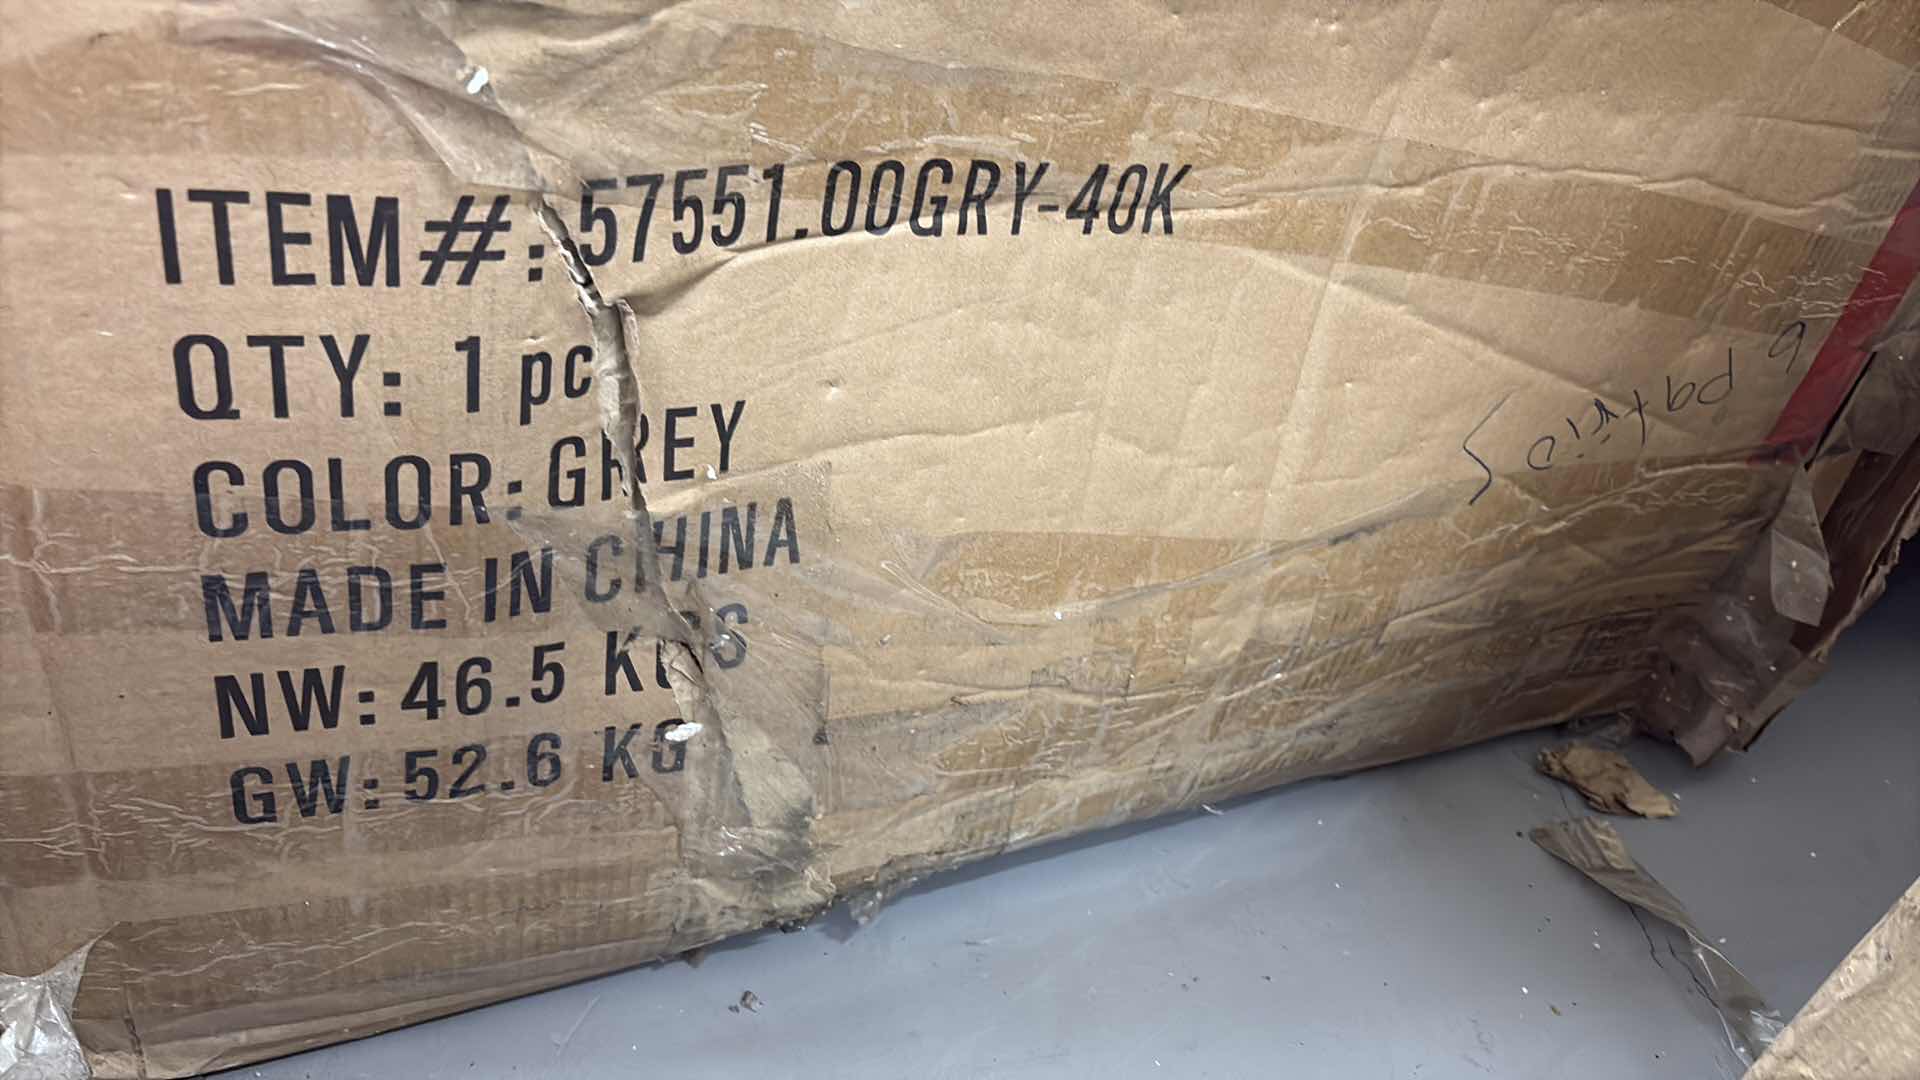 ITEM#: 57551.00GRY-40K
QTY: 1 pc
COLOR: GREY
MADE IN CHINA
NW: 46.5 KGS
GW: 52.6 KG
6